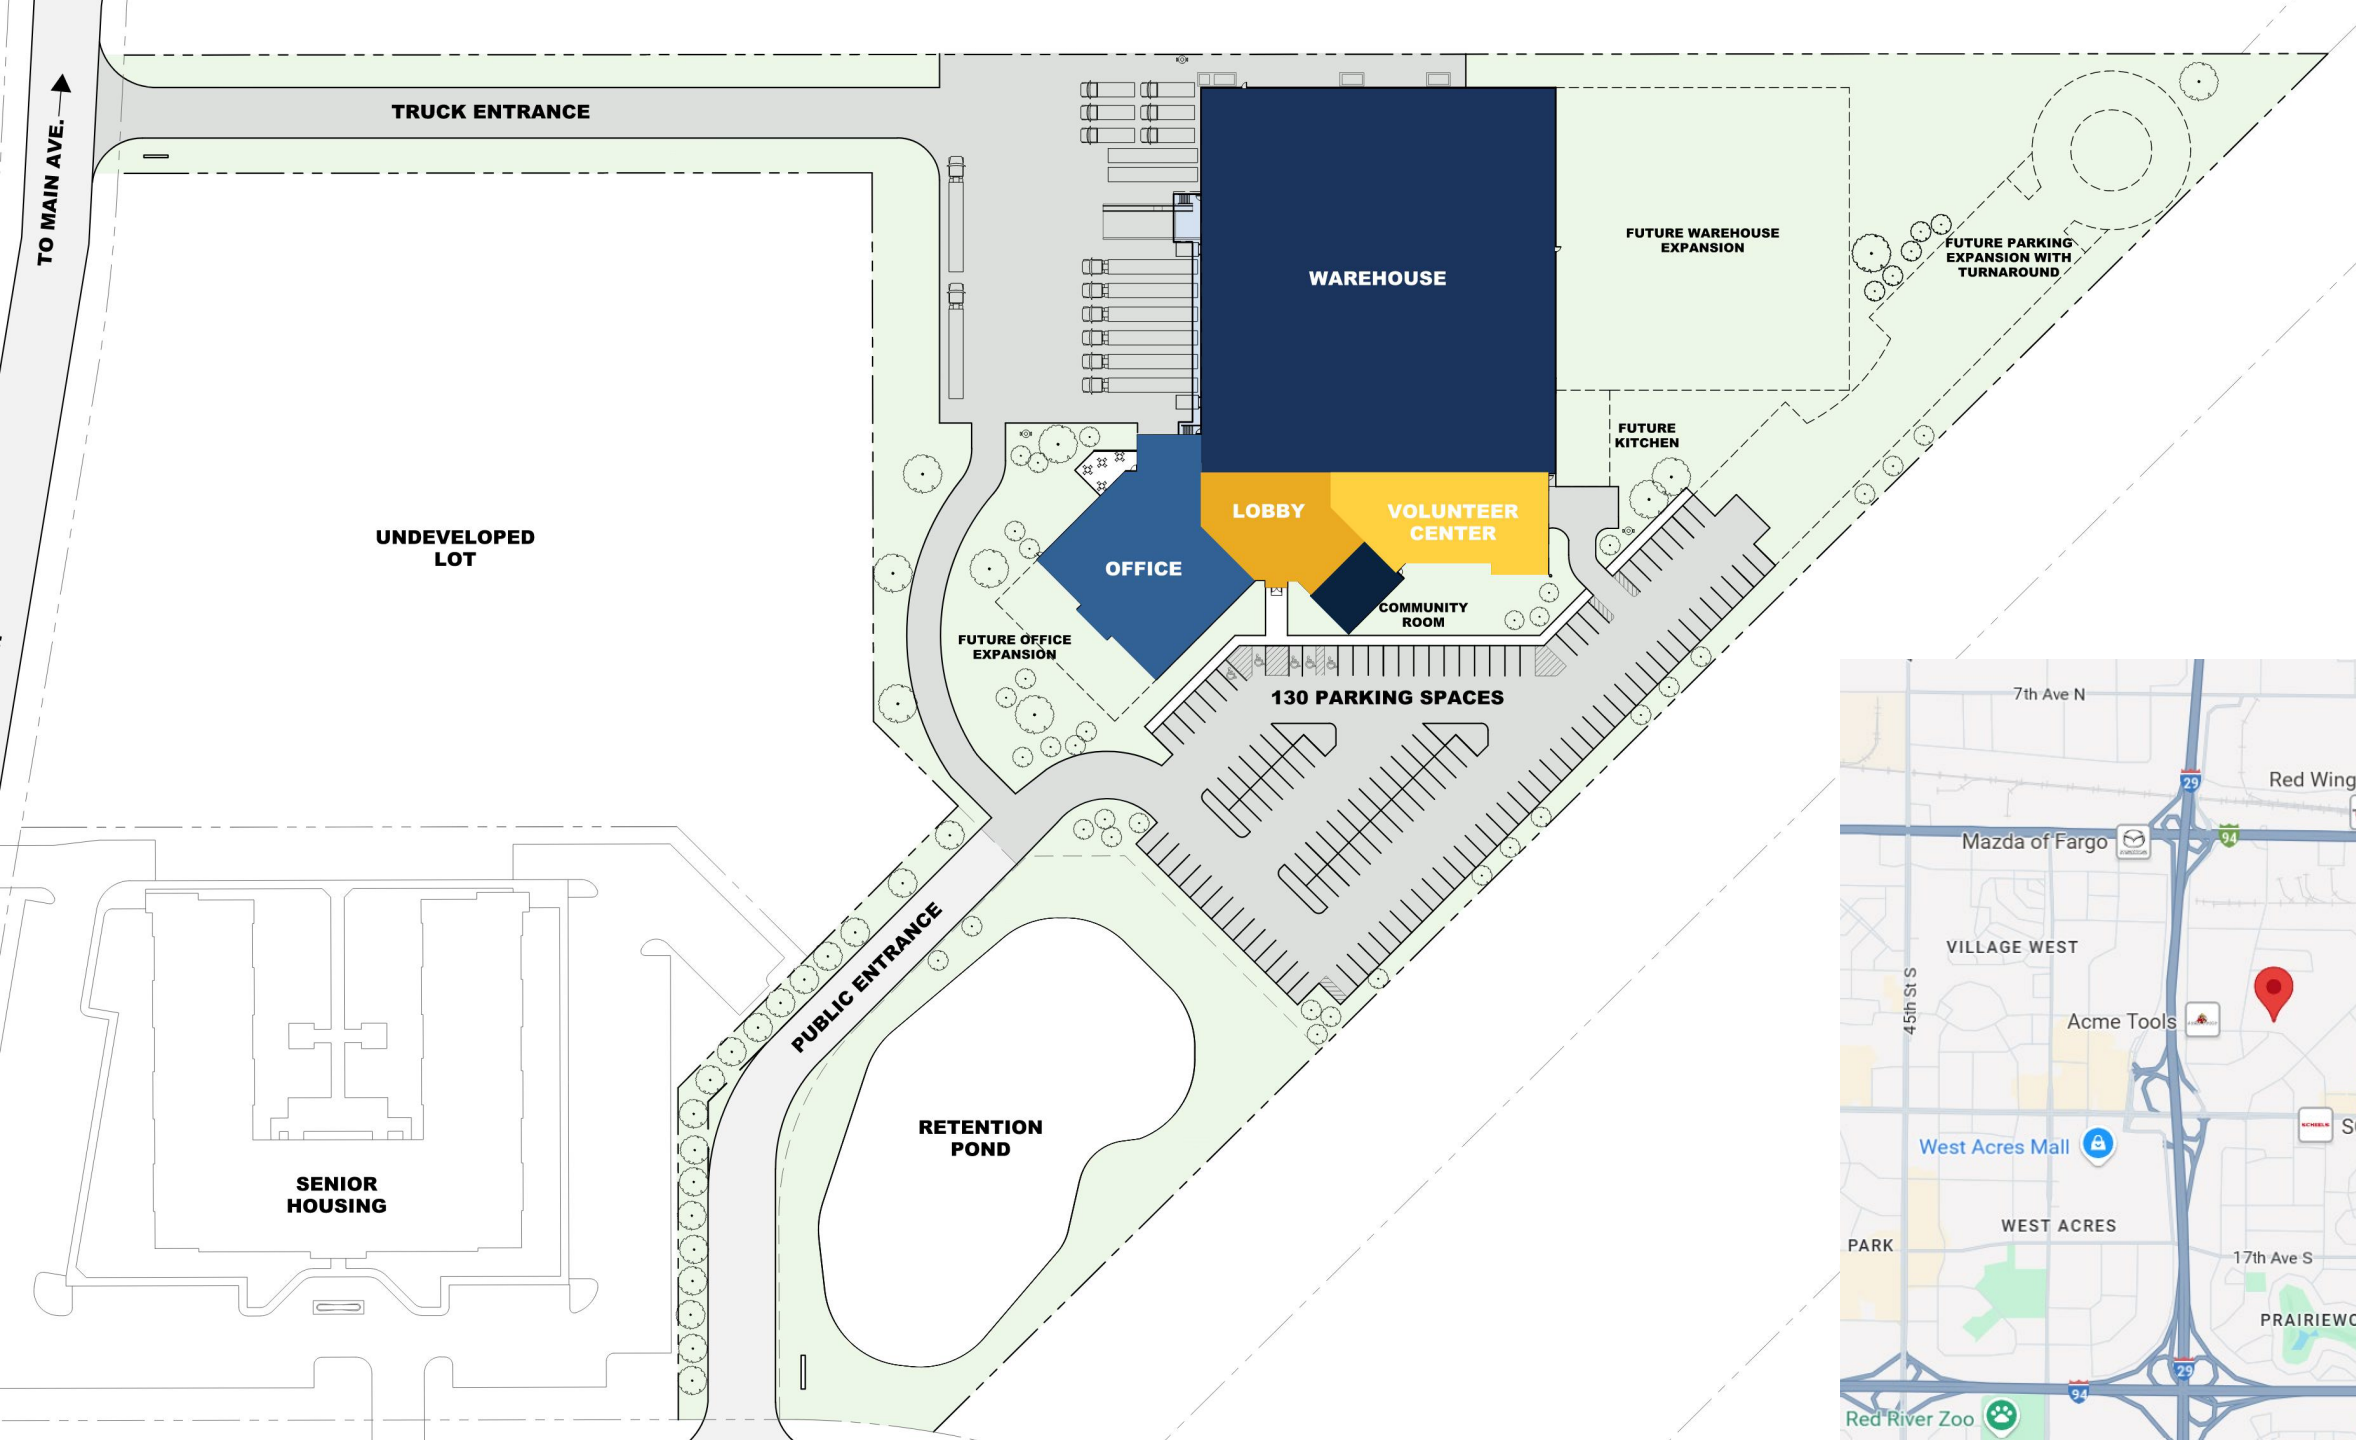 TRUCK ENTRANCE
TO MAIN AVE.
WAREHOUSE
FUTURE WAREHOUSE
EXPANSION
FUTURE PARKING
EXPANSION WITH
TURNAROUND
FUTURE
KITCHEN
UNDEVELOPED
LOT
OFFICE
LOBBY
VOLUNTEER
CENTER
COMMUNITY
ROOM
FUTURE OFFICE
EXPANSION
130 PARKING SPACES
PUBLIC ENTRANCE
RETENTION
POND
SENIOR
HOUSING
7th Ave N
29
Red Wing
Mazda of Fargo
94
VILLAGE WEST
45th St S
Acme Tools
SCHEELS
West Acres Mall
WEST ACRES
PARK
17th Ave S
PRAIRIEWO
29
94
Red River Zoo